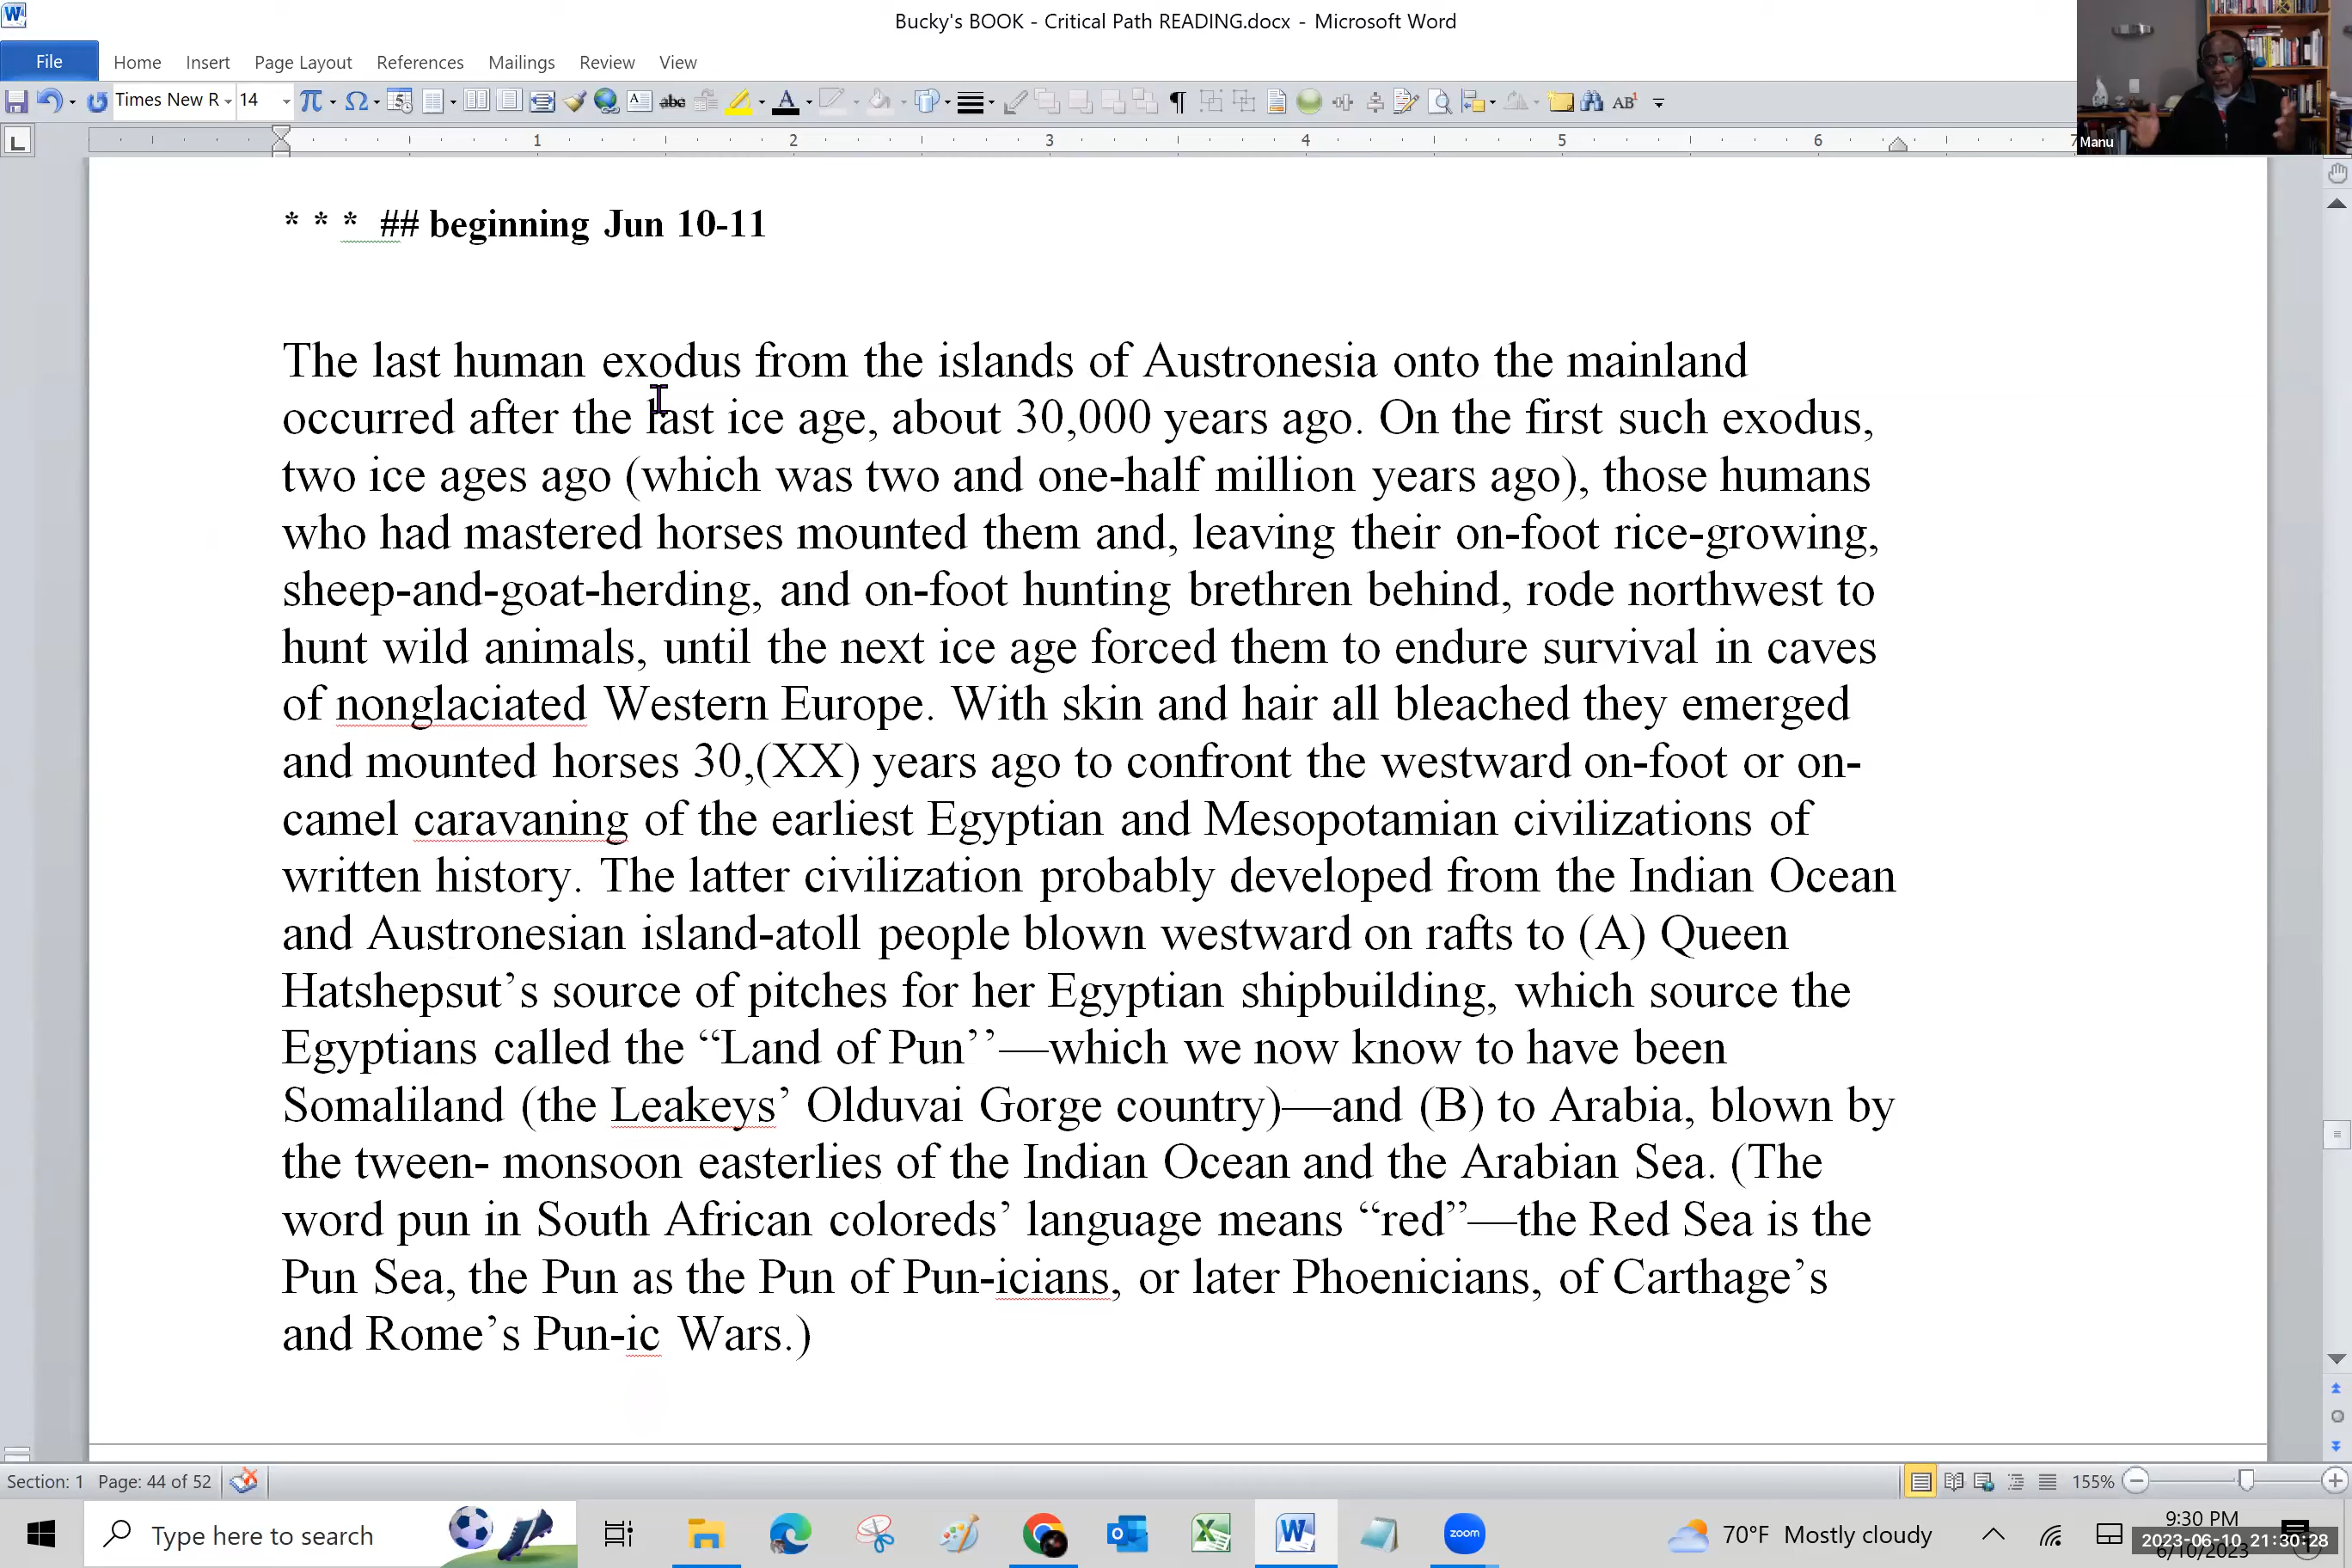 Bucky's BOOK - Critical Path READING.docx - Microsoft Word
File Home Insert Page Layout References Mailings Review View
Times New R 14
1 2 3 4 5 6 7
Manu
* * * ## beginning Jun 10-11
The last human exodus from the islands of Austronesia onto the mainland
occurred after the last ice age, about 30,000 years ago. On the first such exodus,
two ice ages ago (which was two and one-half million years ago), those humans
who had mastered horses mounted them and, leaving their on-foot rice-growing,
sheep-and-goat-herding, and on-foot hunting brethren behind, rode northwest to
hunt wild animals, until the next ice age forced them to endure survival in caves
of nonglaciated Western Europe. With skin and hair all bleached they emerged
and mounted horses 30,(XX) years ago to confront the westward on-foot or on-
camel caravaning of the earliest Egyptian and Mesopotamian civilizations of
written history. The latter civilization probably developed from the Indian Ocean
and Austronesian island-atoll people blown westward on rafts to (A) Queen
Hatshepsut’s source of pitches for her Egyptian shipbuilding, which source the
Egyptians called the “Land of Pun’’—which we now know to have been
Somaliland (the Leakeys’ Olduvai Gorge country)—and (B) to Arabia, blown by
the tween- monsoon easterlies of the Indian Ocean and the Arabian Sea. (The
word pun in South African coloreds’ language means “red”—the Red Sea is the
Pun Sea, the Pun as the Pun of Pun-icians, or later Phoenicians, of Carthage’s
and Rome’s Pun-ic Wars.)
Section: 1 Page: 44 of 52 155%
Type here to search zoom 70°F Mostly cloudy 9:30 PM
2023-06-10_21:30:28
6/10/2023